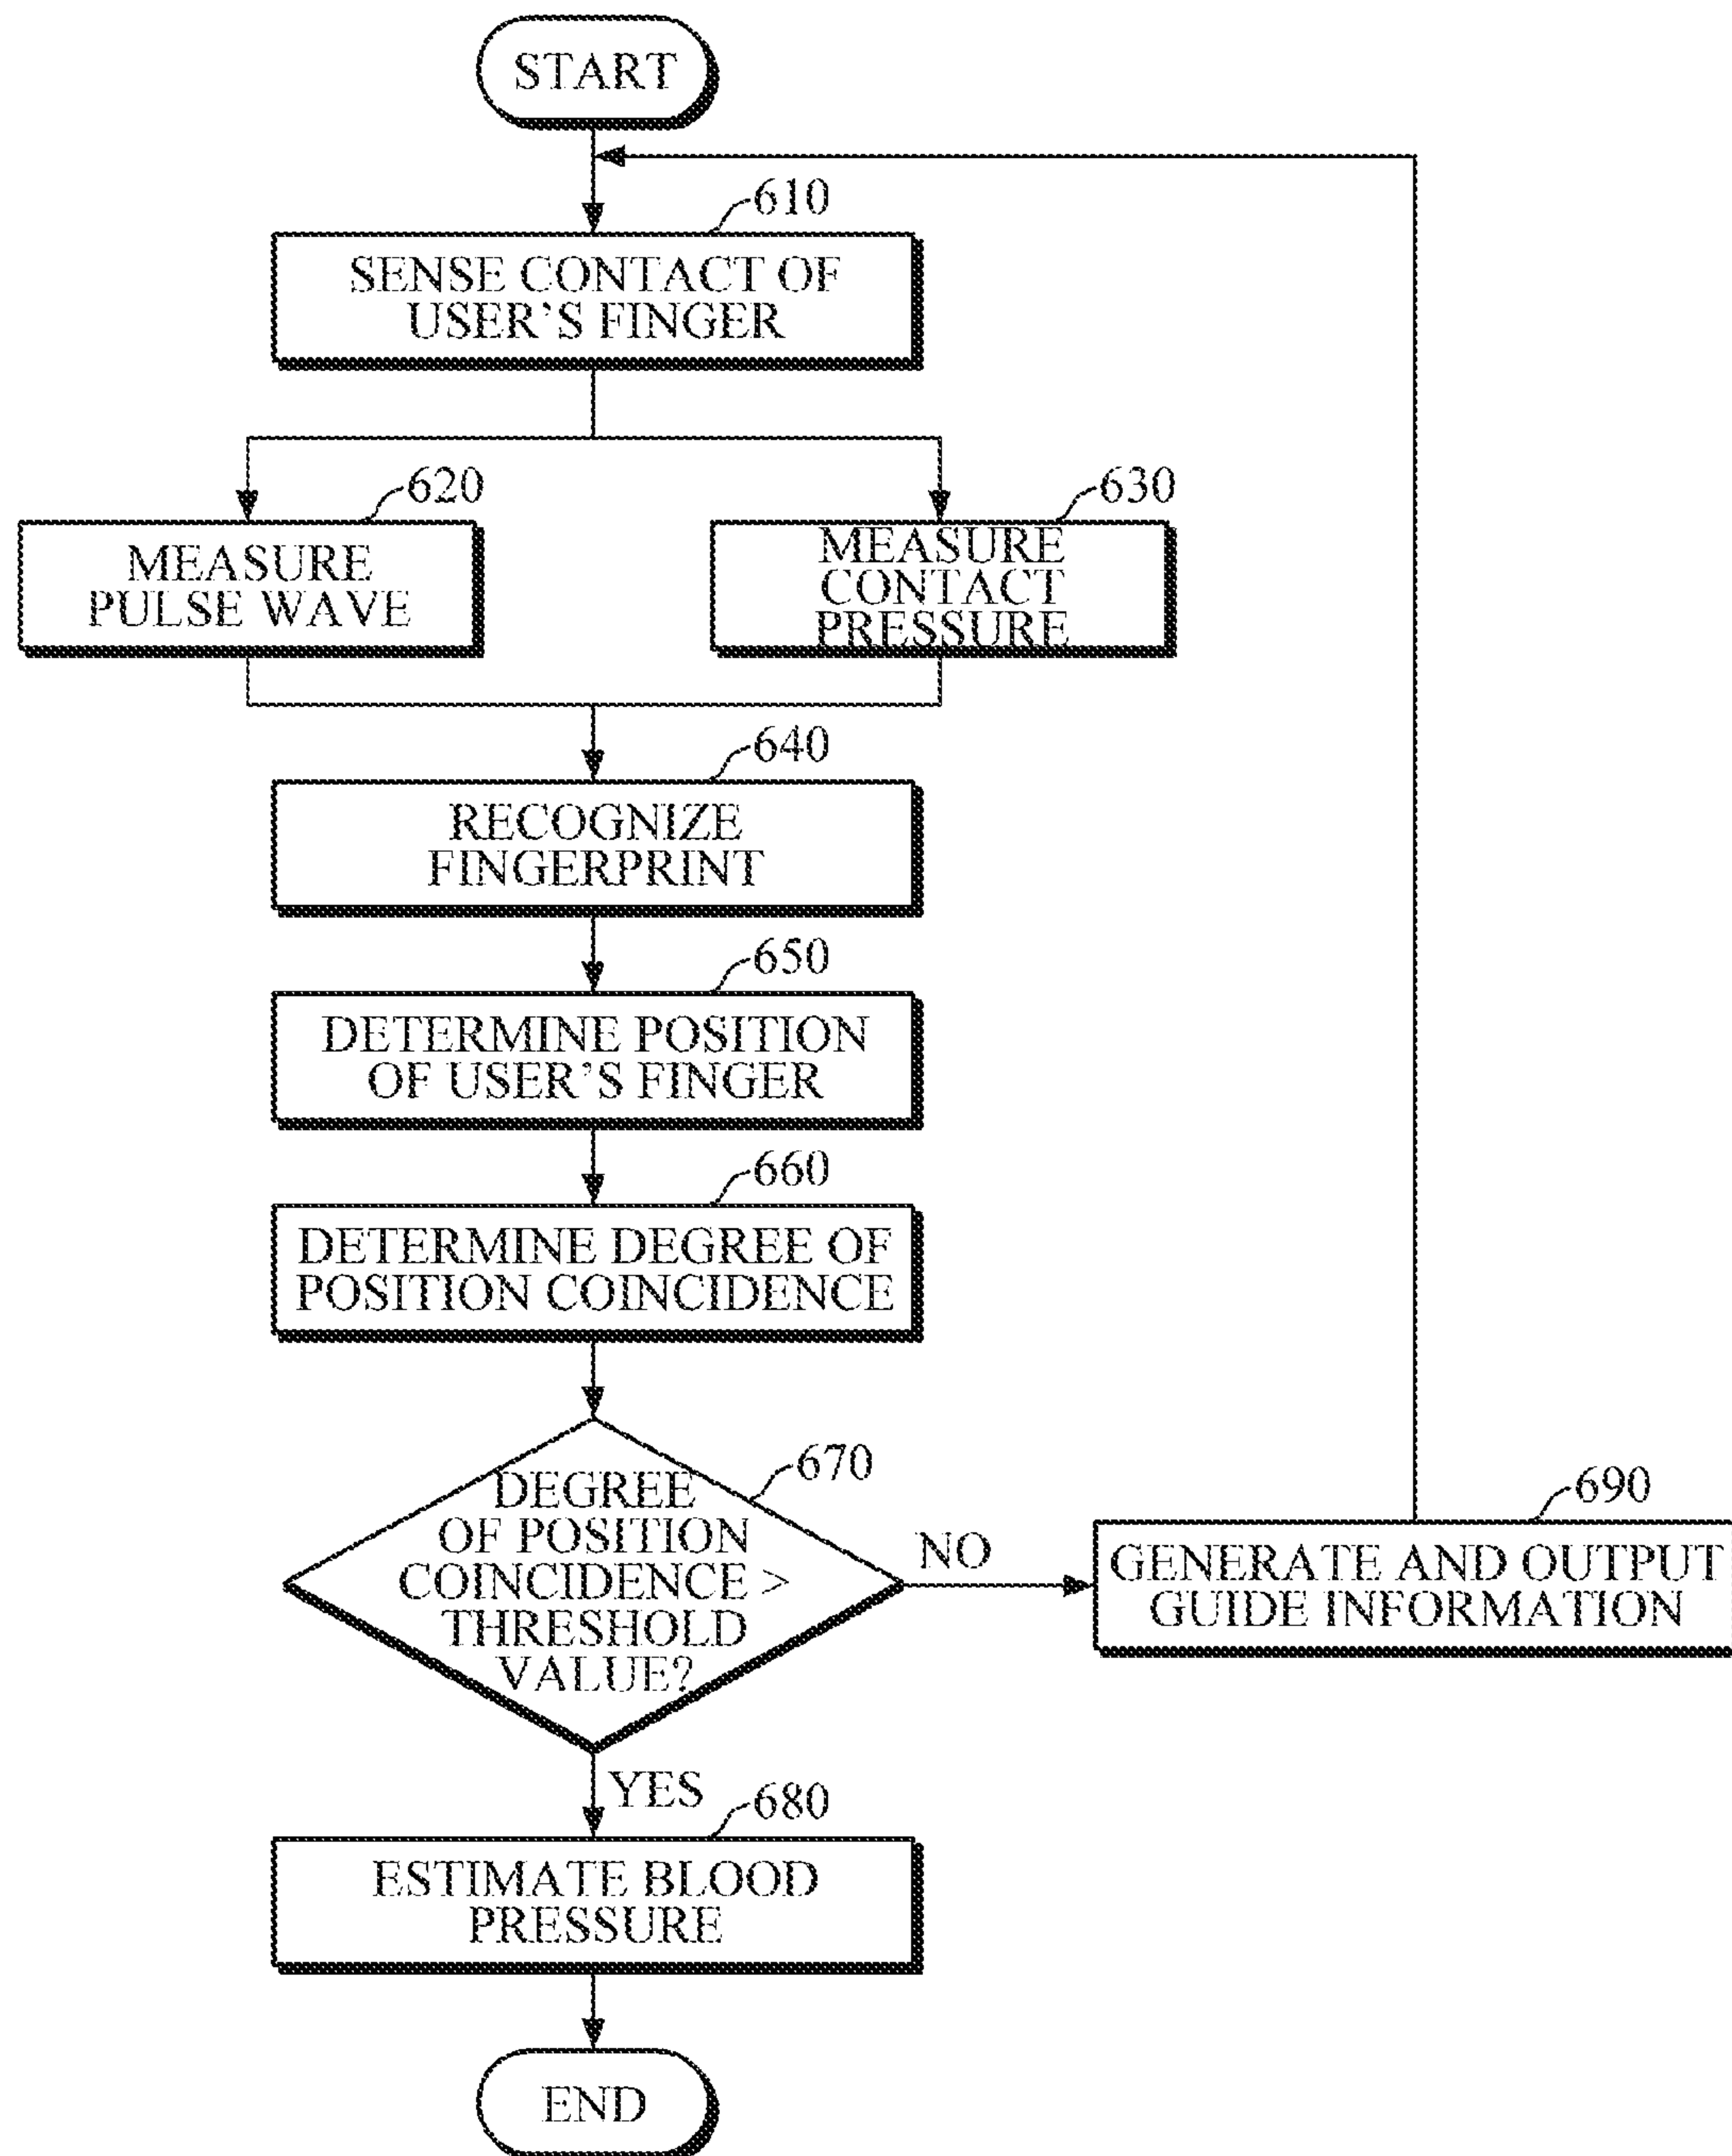 START
610
SENSE CONTACT OF
USER'S FINGER
620
MEASURE
PULSE WAVE
630
MEASURE
CONTACT
PRESSURE
640
RECOGNIZE
FINGERPRINT
650
DETERMINE POSITION
OF USER'S FINGER
660
DETERMINE DEGREE OF
POSITION COINCIDENCE
670
DEGREE
OF POSITION
COINCIDENCE >
THRESHOLD
VALUE?
NO
690
GENERATE AND OUTPUT
GUIDE INFORMATION
YES
680
ESTIMATE BLOOD
PRESSURE
END